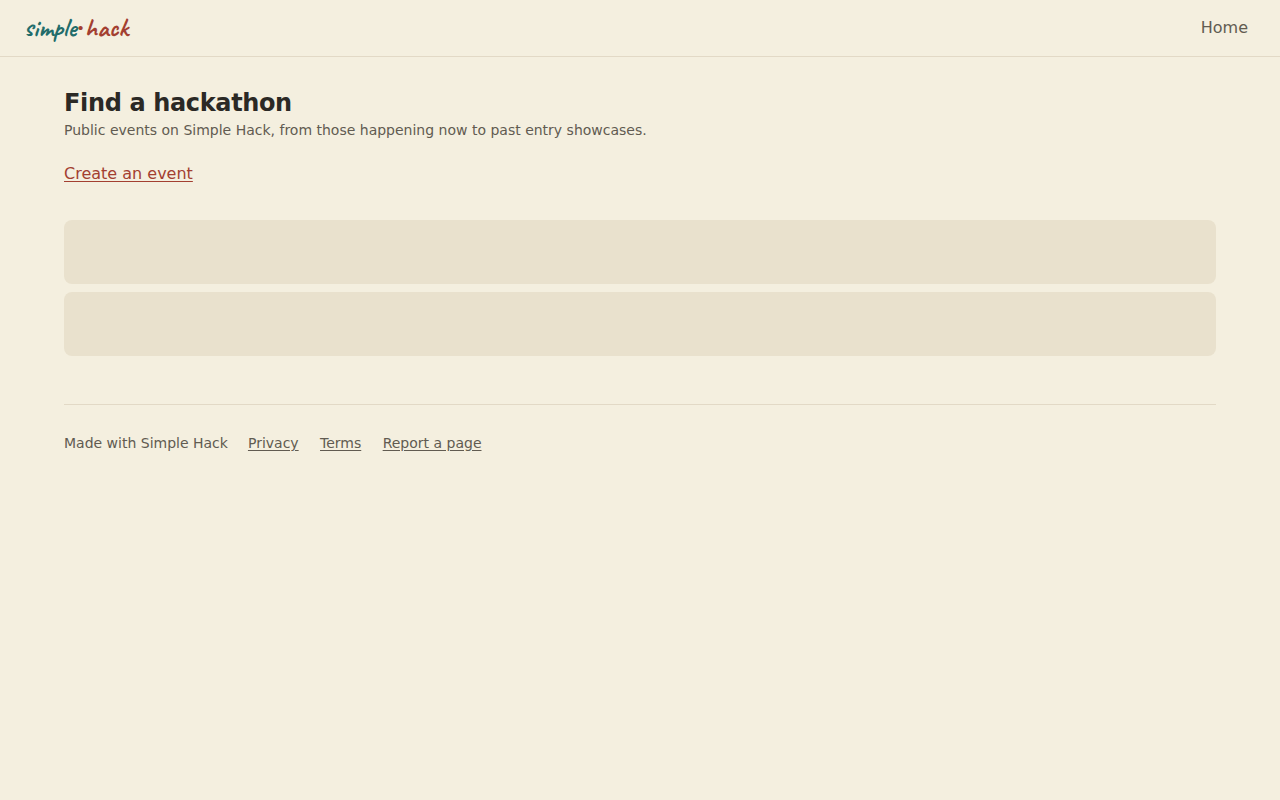 simple•hack
Home
Find a hackathon
Public events on Simple Hack, from those happening now to past entry showcases.
Create an event
Made with Simple Hack Privacy Terms Report a page